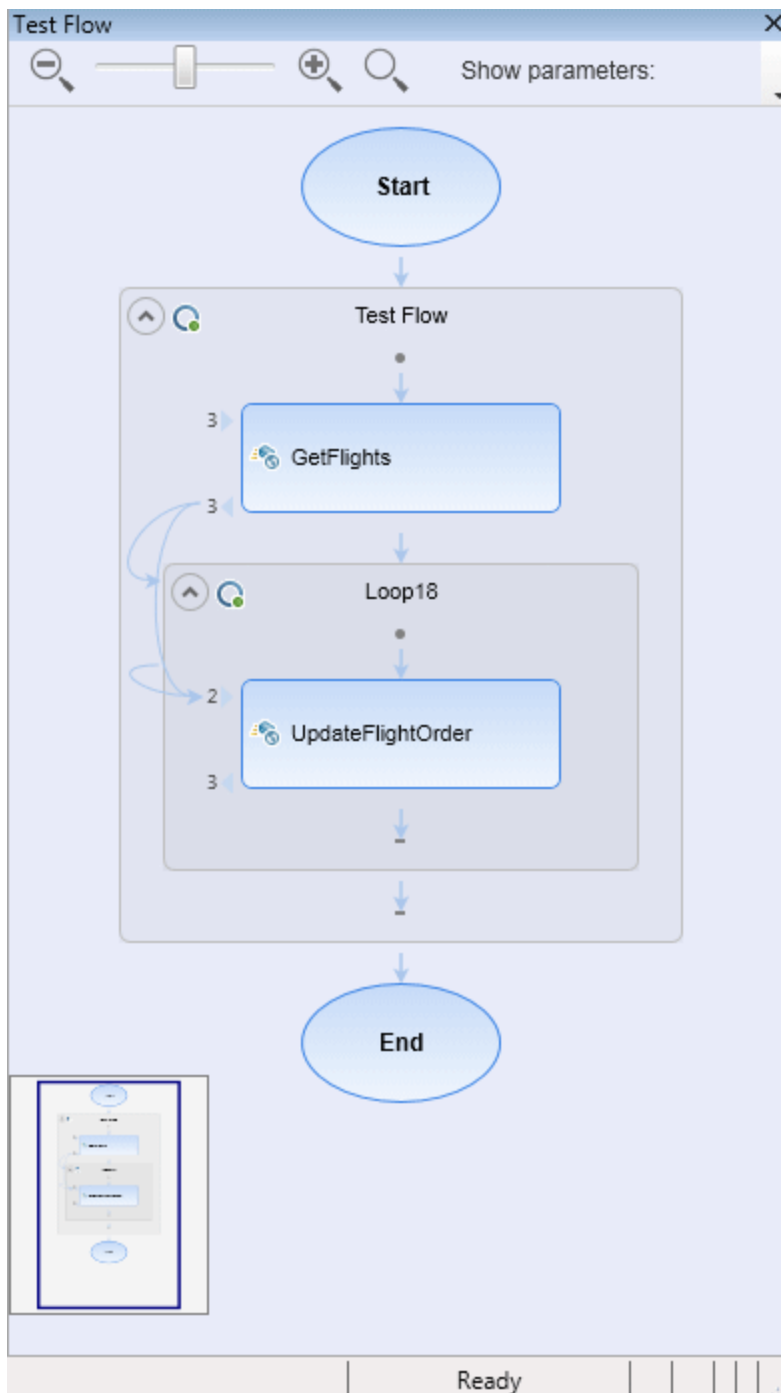 Test Flow
Show parameters:
Start
Test Flow
3
GetFlights
3
Loop18
2
UpdateFlightOrder
3
End
Ready